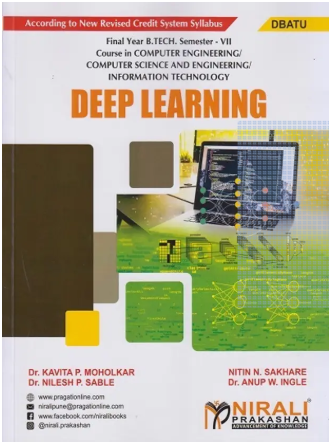 According to New Revised Credit System Syllabus
DBATU
Final Year B.TECH. Semester - VII
Course in COMPUTER ENGINEERING/
COMPUTER SCIENCE AND ENGINEERING/
INFORMATION TECHNOLOGY
DEEP LEARNING
Dr. KAVITA P. MOHOLKAR
Dr. NILESH P. SABLE
NITIN N. SAKHARE
Dr. ANUP W. INGLE
www.pragationline.com
niralipune@pragationline.com
www.facebook.com/niralibooks
@nirali.prakashan
NIRALI
PRAKASHAN
ADVANCEMENT OF KNOWLEDGE